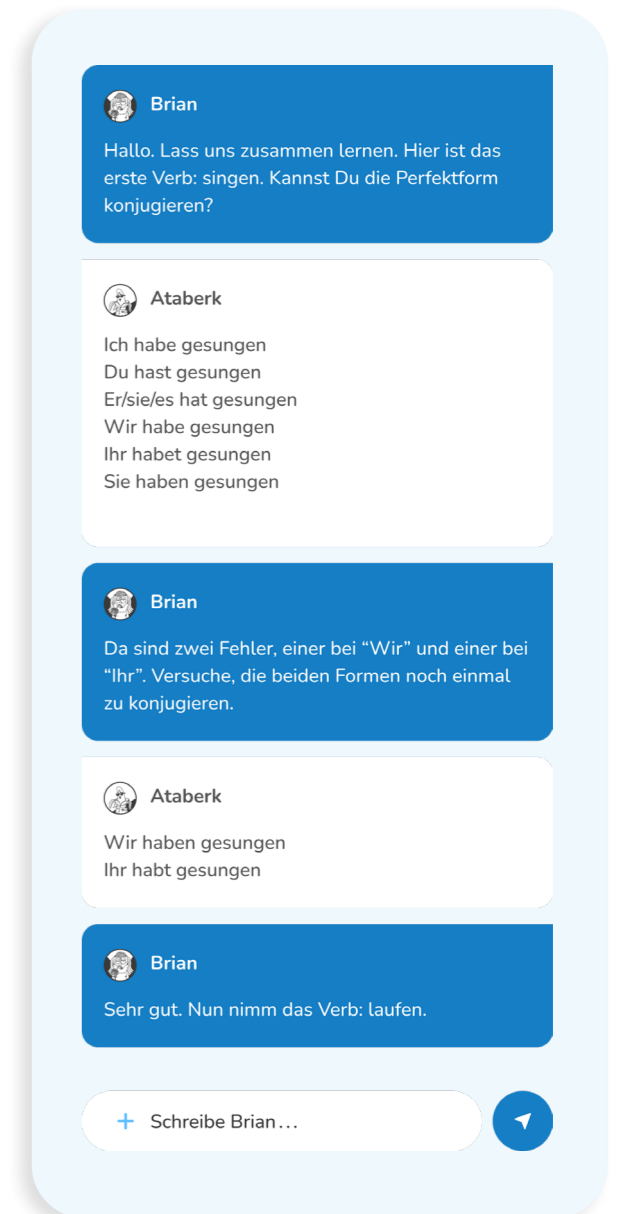 Brian
Hallo. Lass uns zusammen lernen. Hier ist das
erste Verb: singen. Kannst Du die Perfektform
konjugieren?
Ataberk
Ich habe gesungen
Du hast gesungen
Er/sie/es hat gesungen
Wir habe gesungen
Ihr habet gesungen
Sie haben gesungen
Brian
Da sind zwei Fehler, einer bei “Wir” und einer bei
“Ihr”. Versuche, die beiden Formen noch einmal
zu konjugieren.
Ataberk
Wir haben gesungen
Ihr habt gesungen
Brian
Sehr gut. Nun nimm das Verb: laufen.
Schreibe Brian...